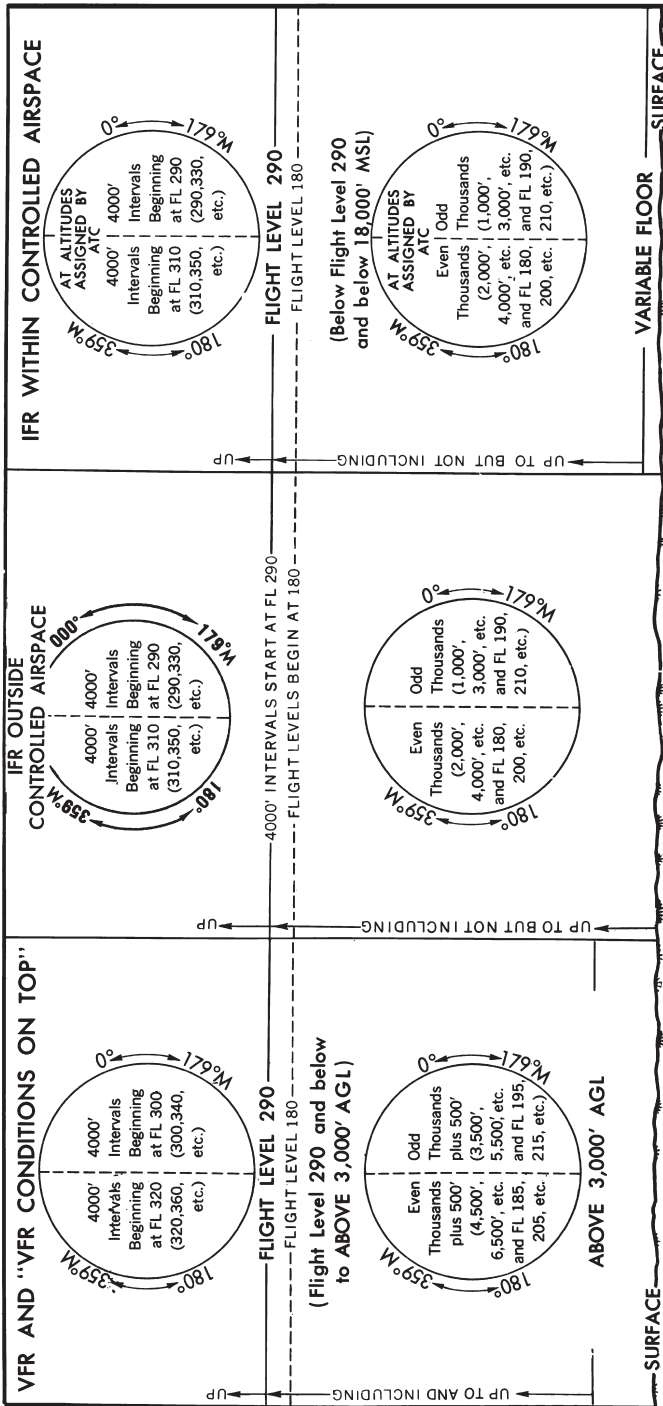 VFR AND "VFR CONDITIONS ON TOP"
359°M
0°
4000'
Intervals
Beginning
at FL 320
(320,360,
etc.)
4000'
Intervals
Beginning
at FL 300
(300,340,
etc.)
180°
179°M
UP
FLIGHT LEVEL 290
FLIGHT LEVEL 180
(Flight Level 290 and below
to ABOVE 3,000' AGL)
UP TO AND INCLUDING
359°M
0°
Even
Thousands
plus 500'
(4,500',
6,500', etc.
and FL 185,
205, etc.)
Odd
Thousands
plus 500'
(3,500',
5,500', etc.
and FL 195,
215, etc.)
180°
179°M
ABOVE 3,000' AGL
SURFACE
IFR OUTSIDE
CONTROLLED AIRSPACE
359°M
000°
4000'
Intervals
Beginning
at FL 310
(310,350,
etc.)
4000'
Intervals
Beginning
at FL 290
(290,330,
etc.)
180°
179°M
UP
4000' INTERVALS START AT FL 290
FLIGHT LEVELS BEGIN AT 180
UP TO BUT NOT INCLUDING
359°M
0°
Even
Thousands
(2,000',
4,000', etc.
and FL 180,
200, etc.
Odd
Thousands
(1,000',
3,000', etc.
and FL 190,
210, etc.)
180°
179°M
IFR WITHIN CONTROLLED AIRSPACE
359°M
0°
AT ALTITUDES
ASSIGNED BY
ATC
4000'
Intervals
Beginning
at FL 310
(310,350,
etc.)
4000'
Intervals
Beginning
at FL 290
(290,330,
etc.)
180°
179°M
UP
FLIGHT LEVEL 290
FLIGHT LEVEL 180
(Below Flight Level 290
and below 18,000' MSL)
UP TO BUT NOT INCLUDING
359°M
0°
AT ALTITUDES
ASSIGNED BY
ATC
Even
Thousands
(2,000',
4,000', etc.
and FL 180,
200, etc.
Odd
Thousands
(1,000',
3,000', etc.
and FL 190,
210, etc.)
180°
179°M
VARIABLE FLOOR
SURFACE